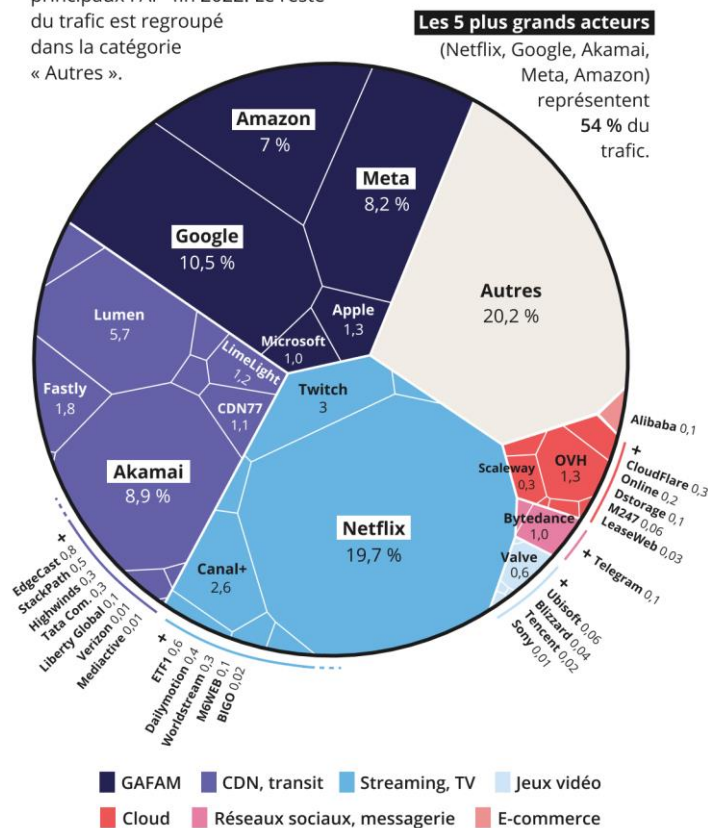 du trafic est regroupé
dans la catégorie
« Autres ».
Les 5 plus grands acteurs
(Netflix, Google, Akamai,
Meta, Amazon)
représentent
54 % du
trafic.
Amazon
7 %
Meta
8,2 %
Google
10,5 %
Apple
1,3
Microsoft
1,0
Autres
20,2 %
Lumen
5,7
LimeLight
1,2
Fastly
1,8
CDN77
1,1
Akamai
8,9 %
Twitch
3
Netflix
19,7 %
Canal+
2,6
Scaleway
0,3
OVH
1,3
Bytedance
1,0
Valve
0,6
Alibaba 0,1
+
CloudFlare 0,3
Online 0,2
Dstorage 0,1
M247 0,06
LeaseWeb 0,03
+ Telegram 0,1
+
Ubisoft 0,06
Blizzard 0,04
Tencent 0,02
Sony 0,01
+
EdgeCast 0,8
StackPath 0,5
Highwinds 0,3
Tata Com. 0,3
Liberty Global 0,1
Verizon 0,01
Mediactive 0,01
+
ETF1 0,6
Dailymotion 0,4
Worldstream 0,3
M6WEB 0,1
BIGO 0,02
GAFAM
CDN, transit
Streaming, TV
Jeux vidéo
Cloud
Réseaux sociaux, messagerie
E-commerce